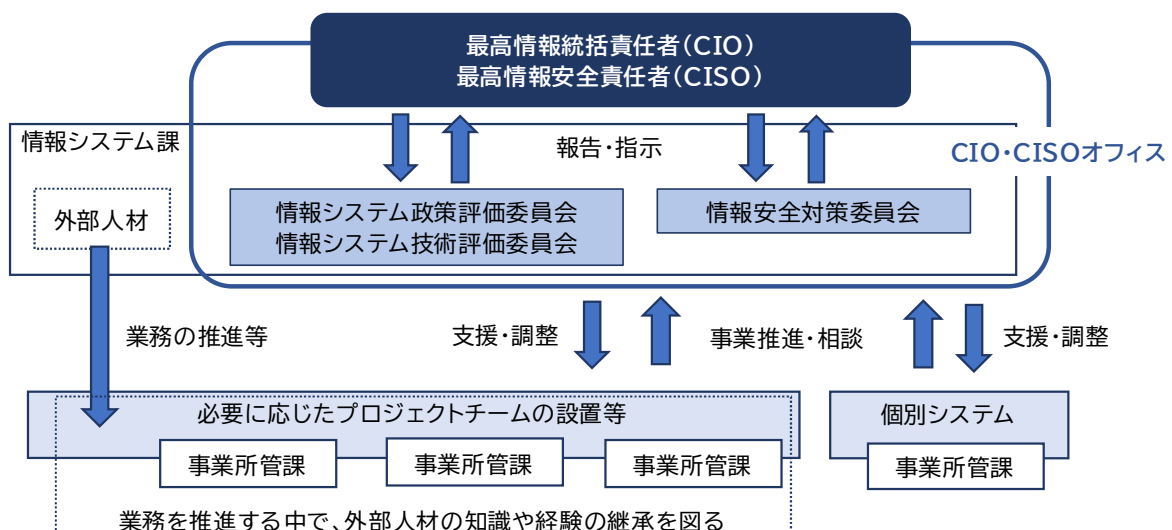 最高情報統括責任者(CIO)
最高情報安全責任者(CISO)
情報システム課
報告・指示
CIO・CISOオフィス
外部人材
情報システム政策評価委員会
情報システム技術評価委員会
情報安全対策委員会
業務の推進等
支援・調整
事業推進・相談
支援・調整
必要に応じたプロジェクトチームの設置等
個別システム
事業所管課
事業所管課
事業所管課
事業所管課
業務を推進する中で、外部人材の知識や経験の継承を図る